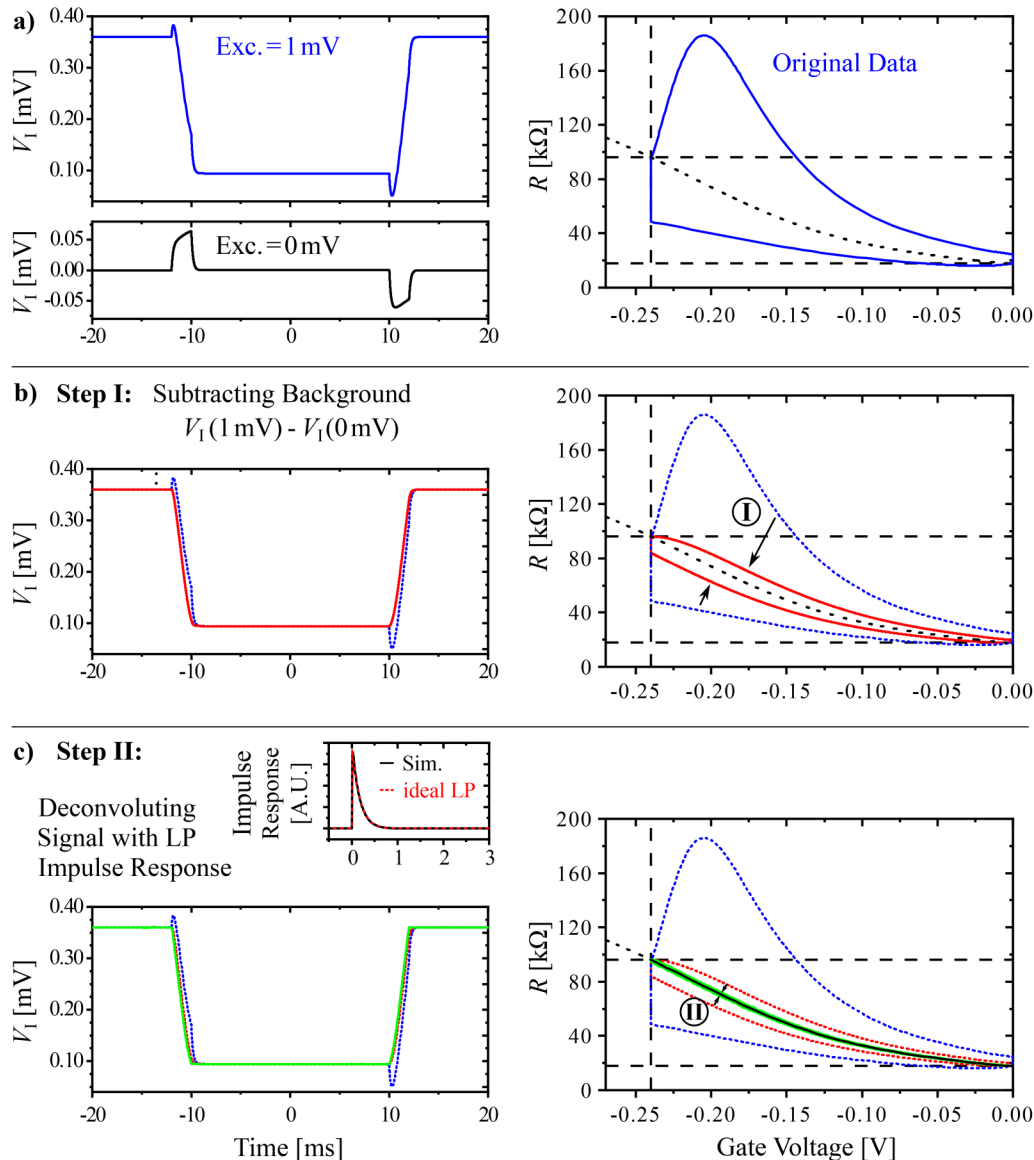 a)
0.40
0.30
0.20
0.10
V_I [mV]
Exc. = 1 mV
0.05
0.00
-0.05
V_I [mV]
Exc. = 0 mV
-20 -10 0 10 20
200
160
120
80
40
0
R [kΩ]
Original Data
-0.25 -0.20 -0.15 -0.10 -0.05 0.00
b) Step I: Subtracting Background
V_I (1 mV) - V_I (0 mV)
0.40
0.30
0.20
0.10
V_I [mV]
-20 -10 0 10 20
200
160
120
80
40
0
R [kΩ]
I
-0.25 -0.20 -0.15 -0.10 -0.05 0.00
c) Step II:
Deconvoluting
Signal with LP
Impulse Response
Impulse
Response
[A.U.]
Sim.
ideal LP
0 1 2 3
0.40
0.30
0.20
0.10
V_I [mV]
-20 -10 0 10 20
Time [ms]
200
160
120
80
40
0
R [kΩ]
II
-0.25 -0.20 -0.15 -0.10 -0.05 0.00
Gate Voltage [V]